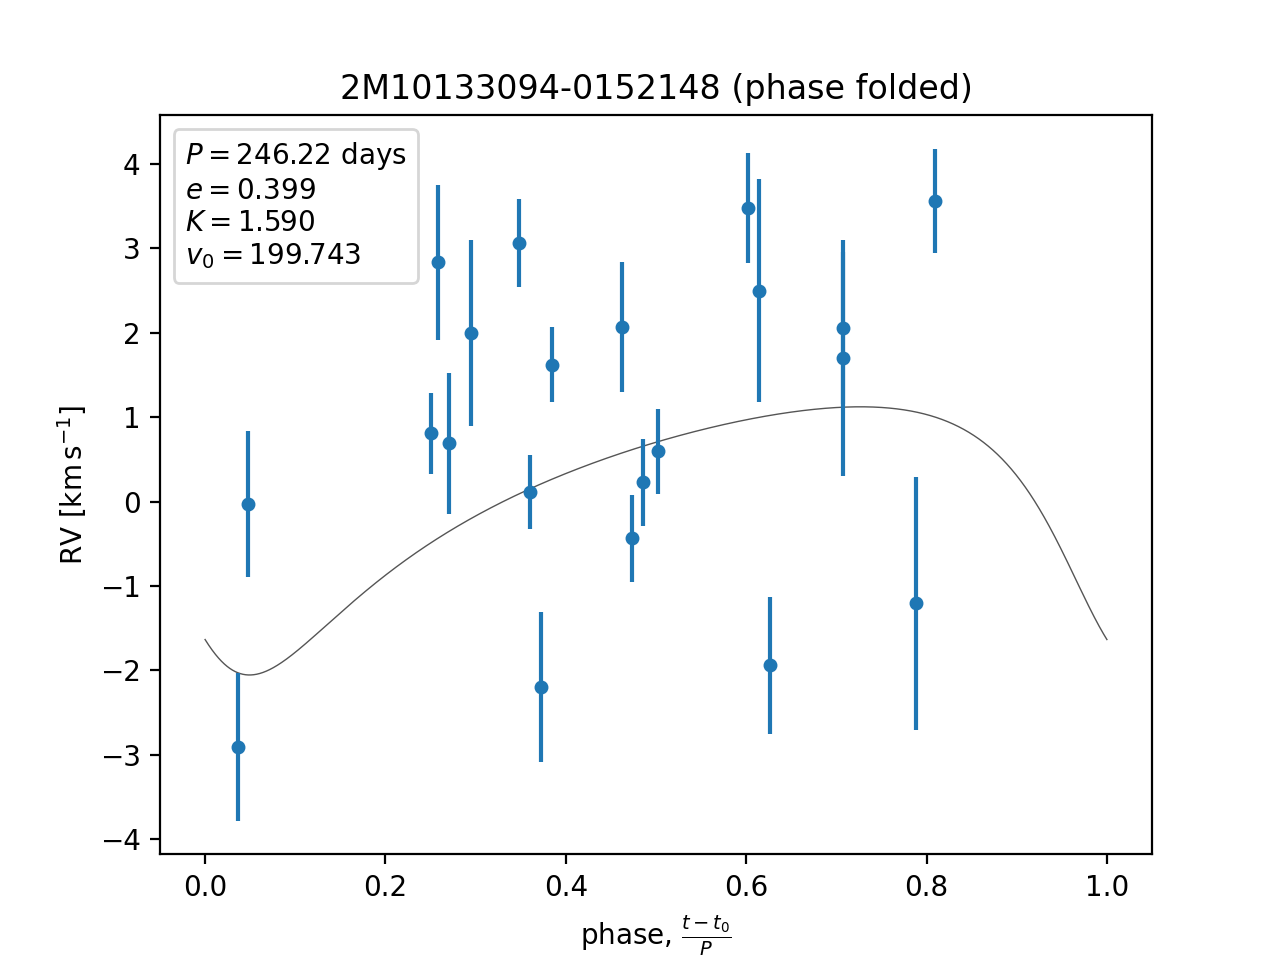 2M10133094-0152148 (phase folded)
P = 246.22 days
e = 0.399
K = 1.590
v₀ = 199.743
4
3
2
1
0
−1
−2
−3
−4
RV [km s⁻¹]
0.0 0.2 0.4 0.6 0.8 1.0
phase, (t − t₀)/P